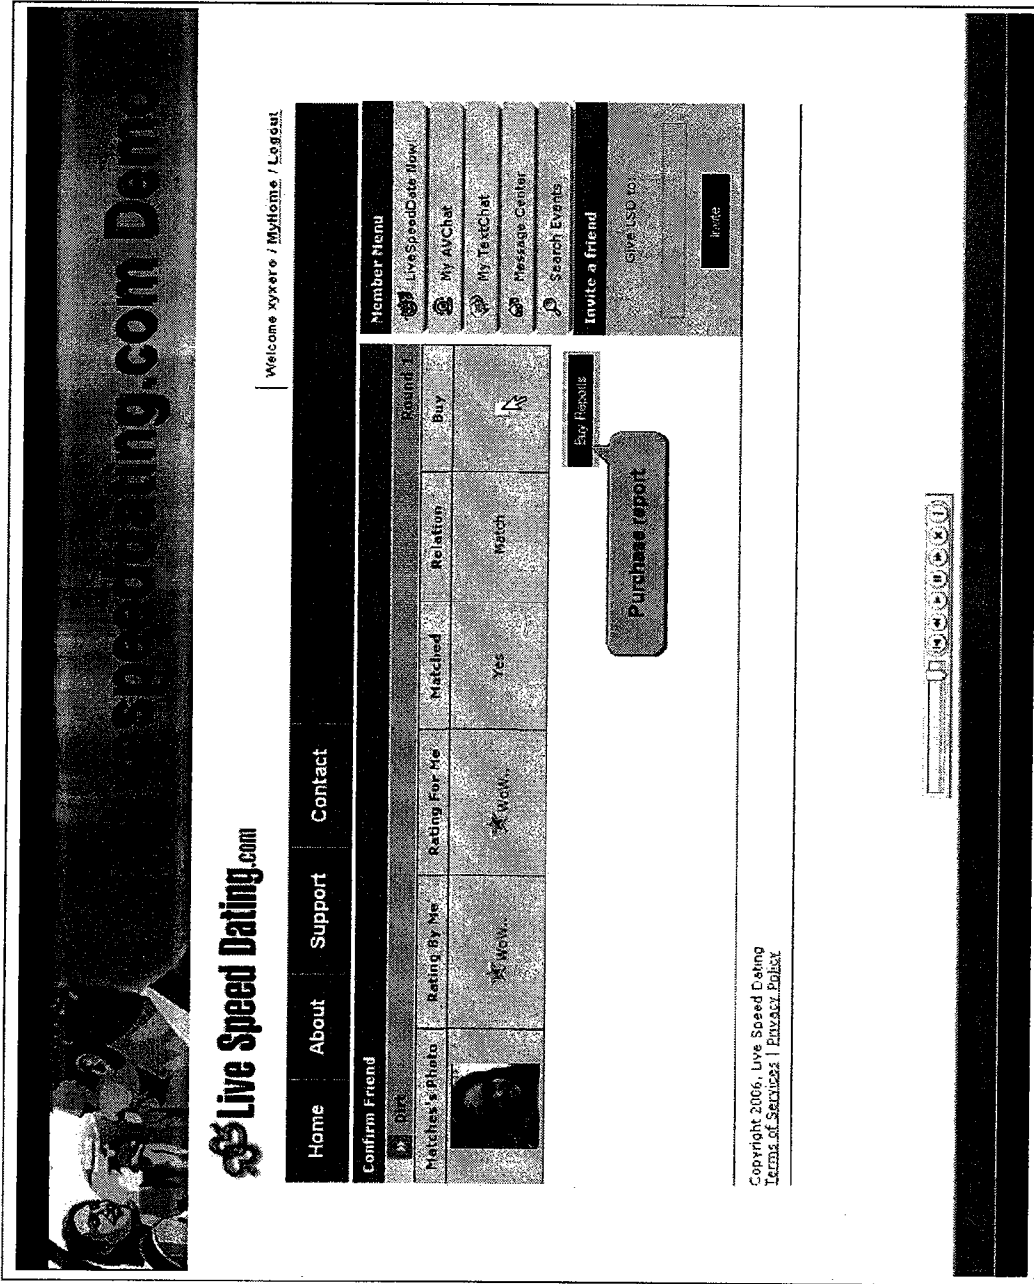 speeddating.com Demo
Live Speed Dating.com
Welcome xyxero / MyHome / Logout
Home About Support Contact
Confirm Friend
Round 1
Matches's Photo Rating By Me Rating For Me Matched Relation Buy
WoW.. WoW.. Yes Match
Buy Reports
Purchase report
Member Menu
LiveSpeedDate Now!
My AVChat
My TextChat
Message Center
Search Events
Invite a friend
Give LSD to:
Invite
Copyright 2006, Live Speed Dating
Terms of Services | Privacy Policy